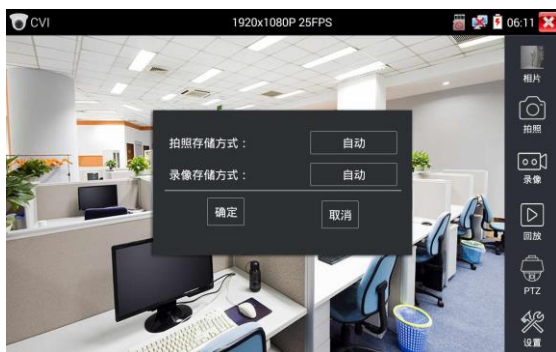 CVI 1920x1080P 25FPS 06:11
相片
拍照
录像
回放
PTZ
设置
拍照存储方式： 自动
录像存储方式： 自动
确定 取消